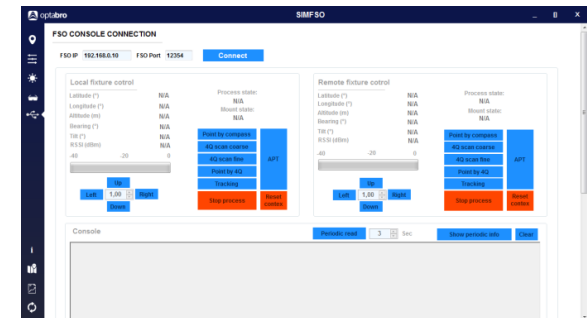 optabro
SIMFSO
FSO CONSOLE CONNECTION
FSO IP 192.168.0.10 FSO Port 12354 Connect
Local fixture cotrol
Latitude (°) N/A
Longitude (°) N/A
Altitude (m) N/A
Bearing (°) N/A
Tilt (°) N/A
RSSI (dBm) N/A
-40 -20 0
Up
Left 1,00 Right
Down
Process state:
N/A
Mount state:
N/A
Point by compass
4Q scan coarse
4Q scan fine
Point by 4Q
Tracking
APT
Stop process
Reset
Remote fixture cotrol
Latitude (°) N/A
Longitude (°) N/A
Altitude (m) N/A
Bearing (°) N/A
Tilt (°) N/A
RSSI (dBm) N/A
-40 -20 0
Up
Left 1,00 Right
Down
Process state:
N/A
Mount state:
N/A
Point by compass
4Q scan coarse
4Q scan fine
Point by 4Q
Tracking
APT
Stop process
Reset
Console
Periodic read 3 Sec Show periodic info Clear